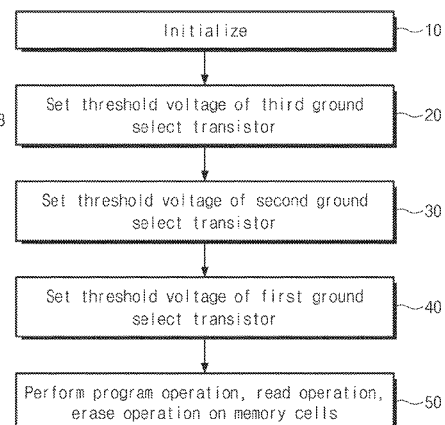 Initialize
10
Set threshold voltage of third ground
select transistor
20
Set threshold voltage of second ground
select transistor
30
Set threshold voltage of first ground
select transistor
40
Perform program operation, read operation,
erase operation on memory cells
50